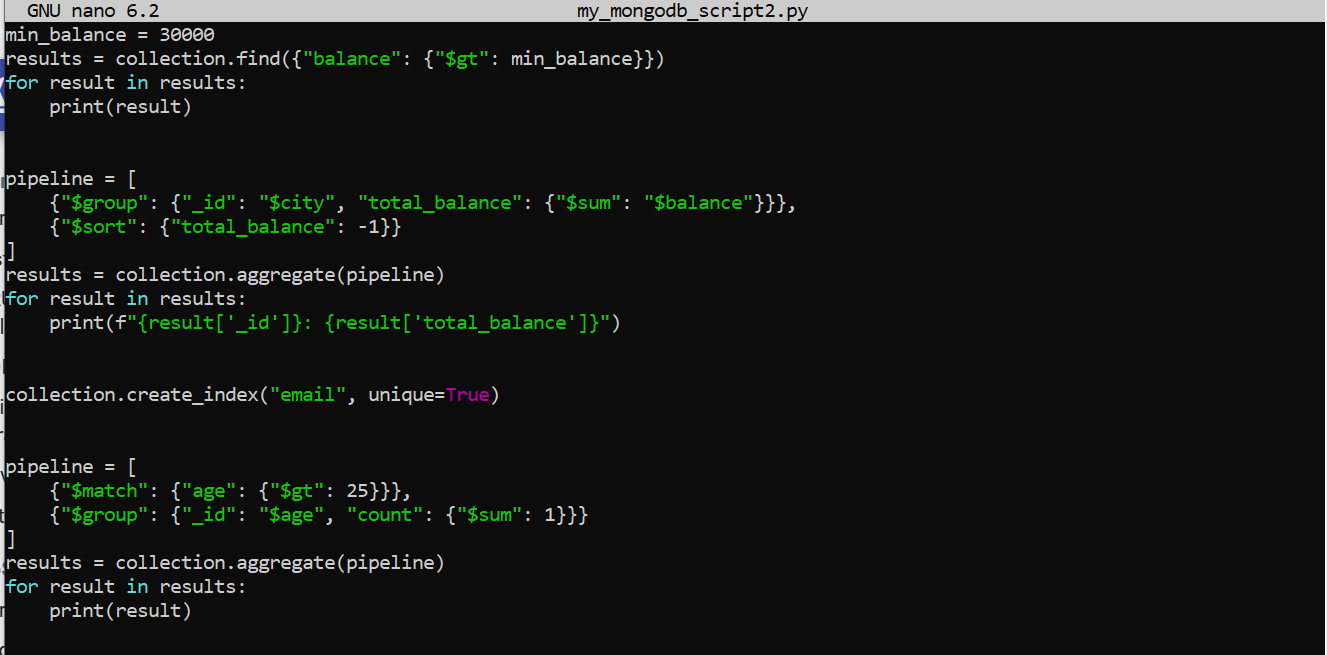 GNU nano 6.2 my_mongodb_script2.py
min_balance = 30000
results = collection.find({"balance": {"$gt": min_balance}})
for result in results:
    print(result)
pipeline = [
    {"$group": {"_id": "$city", "total_balance": {"$sum": "$balance"}}},
    {"$sort": {"total_balance": -1}}
]
results = collection.aggregate(pipeline)
for result in results:
    print(f"{result['_id']}: {result['total_balance']}")
collection.create_index("email", unique=True)
pipeline = [
    {"$match": {"age": {"$gt": 25}}},
    {"$group": {"_id": "$age", "count": {"$sum": 1}}}
]
results = collection.aggregate(pipeline)
for result in results:
    print(result)